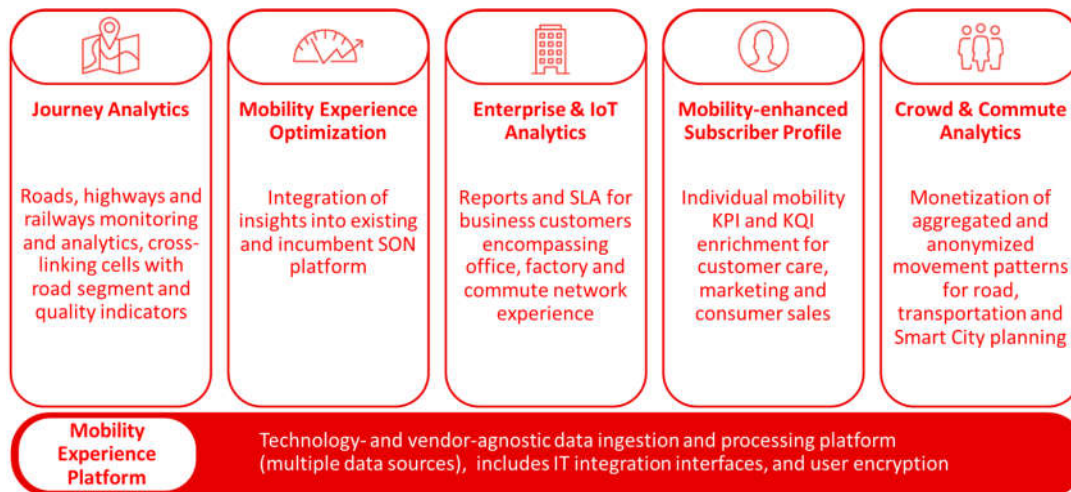 Journey Analytics
Roads, highways and
railways monitoring
and analytics, cross-
linking cells with
road segment and
quality indicators
Mobility Experience
Optimization
Integration of
insights into existing
and incumbent SON
platform
Enterprise & IoT
Analytics
Reports and SLA for
business customers
encompassing
office, factory and
commute network
experience
Mobility-enhanced
Subscriber Profile
Individual mobility
KPI and KQI
enrichment for
customer care,
marketing and
consumer sales
Crowd & Commute
Analytics
Monetization of
aggregated and
anonymized
movement patterns
for road,
transportation and
Smart City planning
Mobility
Experience
Platform
Technology- and vendor-agnostic data ingestion and processing platform
(multiple data sources), includes IT integration interfaces, and user encryption